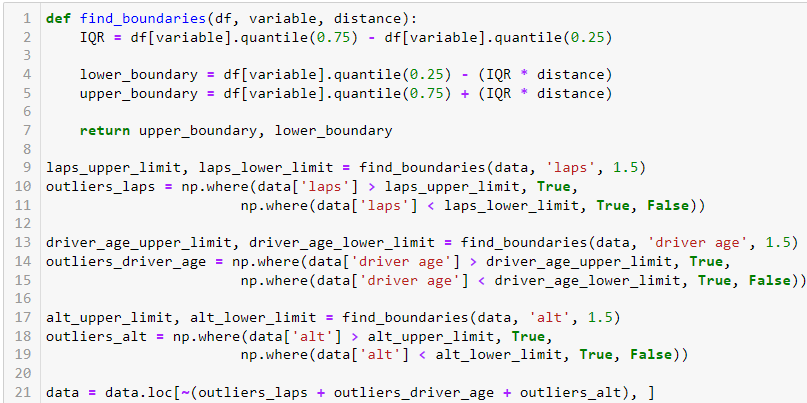 1 def find_boundaries(df, variable, distance):
2     IQR = df[variable].quantile(0.75) - df[variable].quantile(0.25)
3
4     lower_boundary = df[variable].quantile(0.25) - (IQR * distance)
5     upper_boundary = df[variable].quantile(0.75) + (IQR * distance)
6
7     return upper_boundary, lower_boundary
8
9 laps_upper_limit, laps_lower_limit = find_boundaries(data, 'laps', 1.5)
10 outliers_laps = np.where(data['laps'] > laps_upper_limit, True,
11                        np.where(data['laps'] < laps_lower_limit, True, False))
12
13 driver_age_upper_limit, driver_age_lower_limit = find_boundaries(data, 'driver age', 1.5)
14 outliers_driver_age = np.where(data['driver age'] > driver_age_upper_limit, True,
15                        np.where(data['driver age'] < driver_age_lower_limit, True, False))
16
17 alt_upper_limit, alt_lower_limit = find_boundaries(data, 'alt', 1.5)
18 outliers_alt = np.where(data['alt'] > alt_upper_limit, True,
19                        np.where(data['alt'] < alt_lower_limit, True, False))
20
21 data = data.loc[~(outliers_laps + outliers_driver_age + outliers_alt), ]